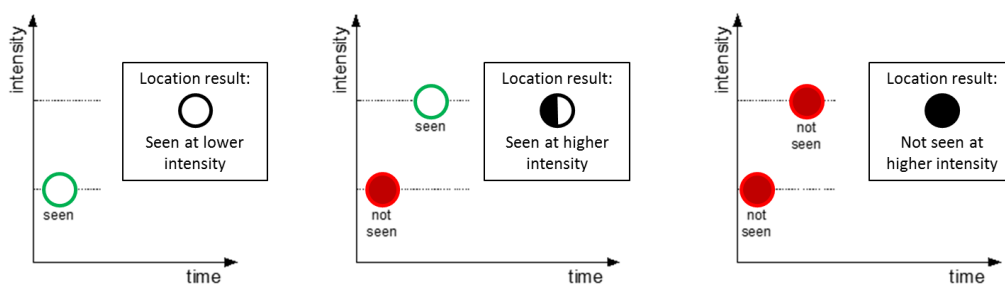 intensity
Location result:
Seen at lower
intensity
seen
time
intensity
seen
Location result:
Seen at higher
intensity
not
seen
time
intensity
not
seen
Location result:
Not seen at
higher intensity
not
seen
time